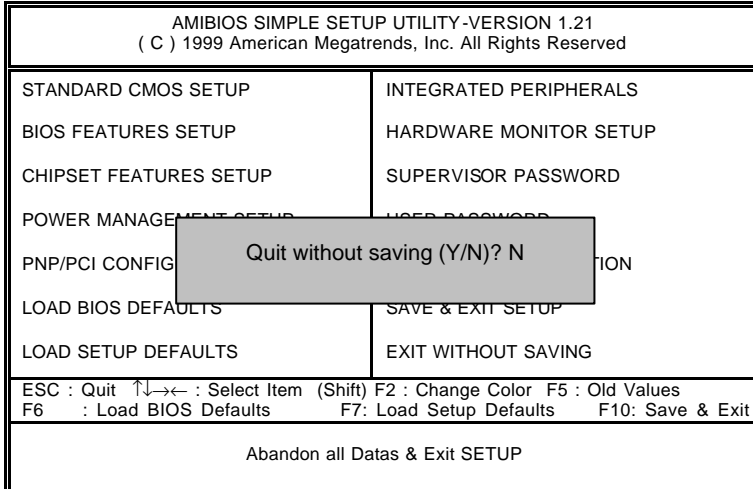 AMIBIOS SIMPLE SETUP UTILITY-VERSION 1.21
( C ) 1999 American Megatrends, Inc. All Rights Reserved
STANDARD CMOS SETUP
BIOS FEATURES SETUP
CHIPSET FEATURES SETUP
POWER MANAGEMENT SETUP
PNP/PCI CONFIG
LOAD BIOS DEFAULTS
LOAD SETUP DEFAULTS
INTEGRATED PERIPHERALS
HARDWARE MONITOR SETUP
SUPERVISOR PASSWORD
USER PASSWORD
TION
SAVE & EXIT SETUP
EXIT WITHOUT SAVING
Quit without saving (Y/N)? N
ESC : Quit ↑↓→← : Select Item (Shift) F2 : Change Color F5 : Old Values
F6 : Load BIOS Defaults F7: Load Setup Defaults F10: Save & Exit
Abandon all Datas & Exit SETUP